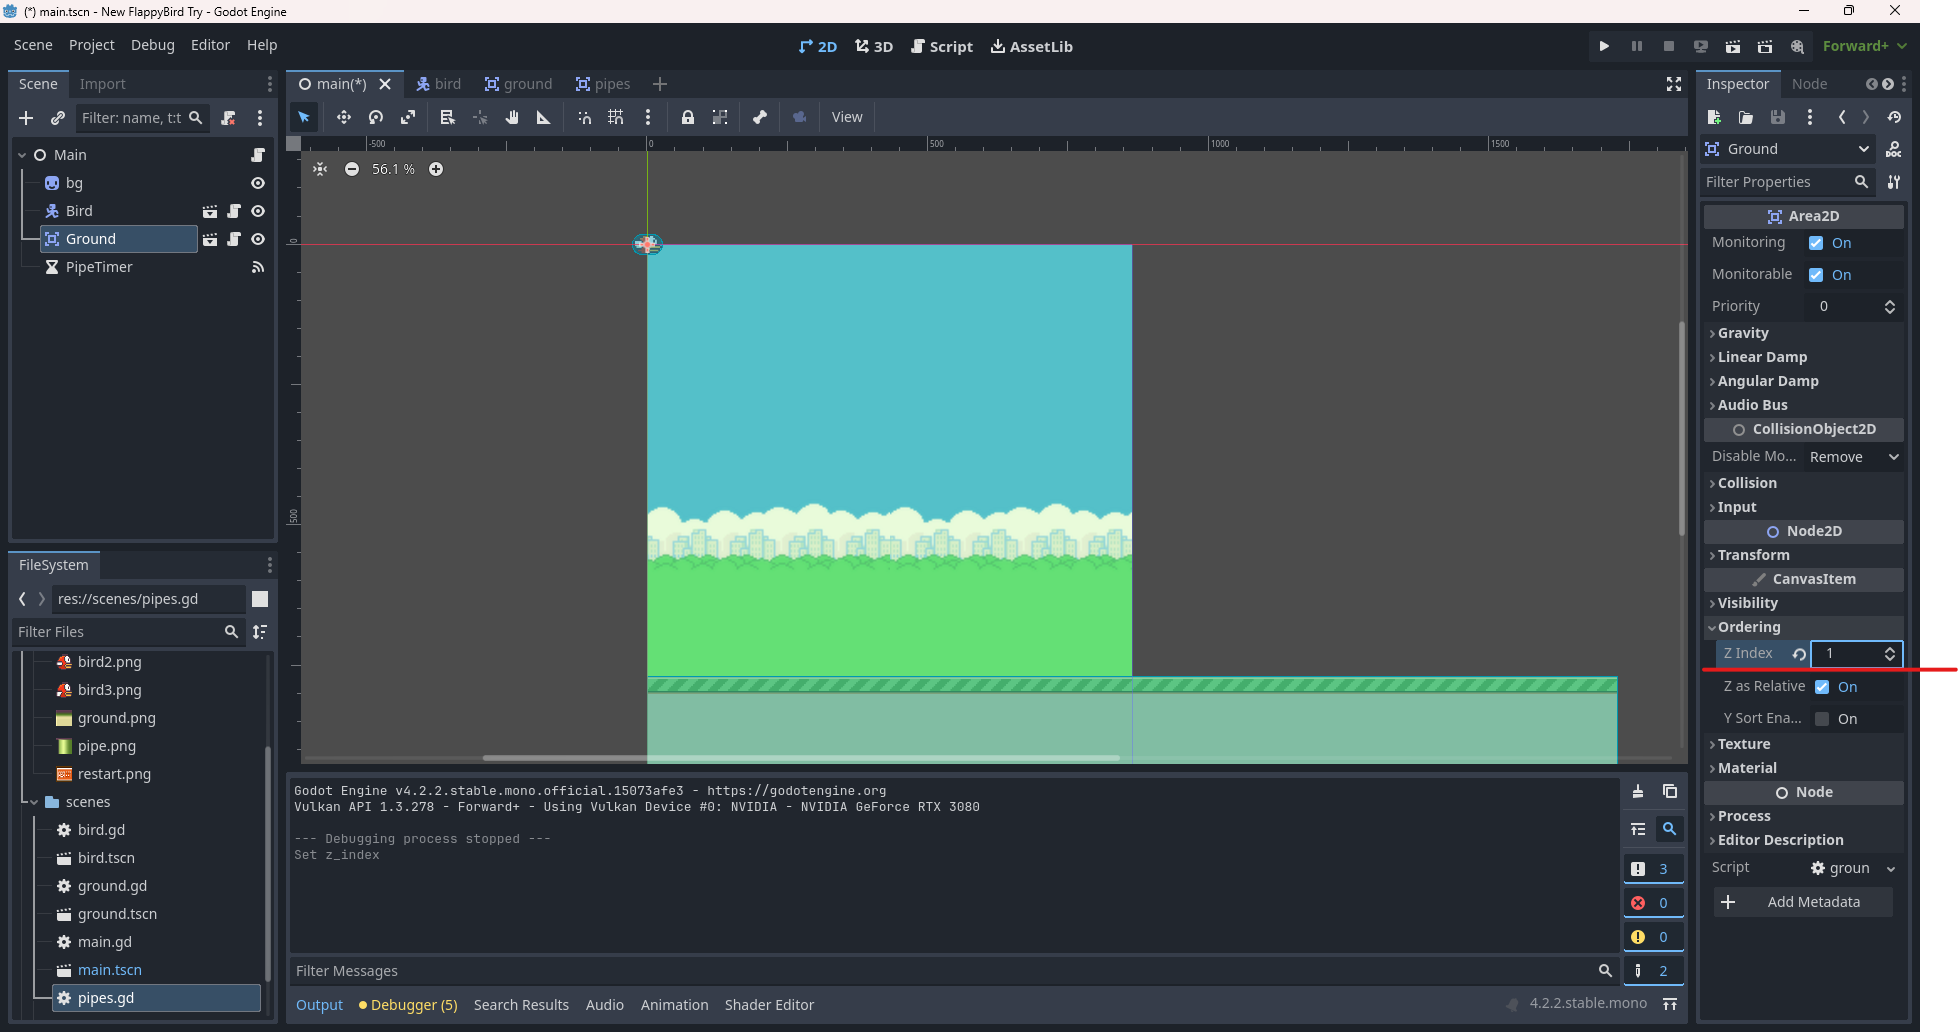 (*) main.tscn - New FlappyBird Try - Godot Engine
Scene Project Debug Editor Help
2D 3D Script AssetLib
Forward+
Scene Import
Filter: name, t:t
Main
bg
Bird
Ground
PipeTimer
FileSystem
res://scenes/pipes.gd
Filter Files
bird2.png
bird3.png
ground.png
pipe.png
restart.png
scenes
bird.gd
bird.tscn
ground.gd
ground.tscn
main.gd
main.tscn
pipes.gd
main(*) bird ground pipes
View
-500 0 500 1000 1500
56.1 %
0
500
Godot Engine v4.2.2.stable.mono.official.15073afe3 - https://godotengine.org
Vulkan API 1.3.278 - Forward+ - Using Vulkan Device #0: NVIDIA - NVIDIA GeForce RTX 3080
--- Debugging process stopped ---
Set z_index
3
0
0
2
Filter Messages
Output Debugger (5) Search Results Audio Animation Shader Editor
4.2.2.stable.mono
Inspector Node
Ground
DOC
Filter Properties
Area2D
Monitoring On
Monitorable On
Priority 0
Gravity
Linear Damp
Angular Damp
Audio Bus
CollisionObject2D
Disable Mo... Remove
Collision
Input
Node2D
Transform
CanvasItem
Visibility
Ordering
Z Index 1
Z as Relative On
Y Sort Ena... On
Texture
Material
Node
Process
Editor Description
Script groun
Add Metadata